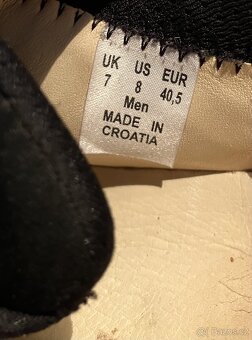 UK US EUR
7 8 40,5
Men
MADE IN
CROATIA